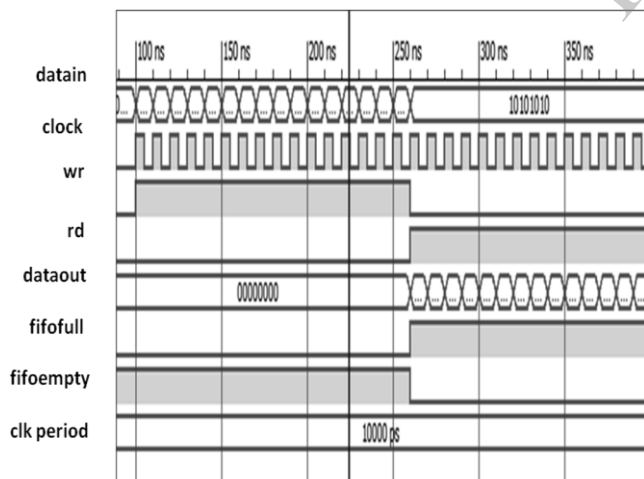 100 ns 150 ns 200 ns 250 ns 300 ns 350 ns
datain
... ... ... ... ... ... ... ... ... ... ... ... ... ... ... ... ... 10101010
clock
wr
rd
dataout
00000000 ... ... ... ... ... ... ... ... ... ... ... ... ... ...
fifofull
fifoempty
clk period
10000 ps